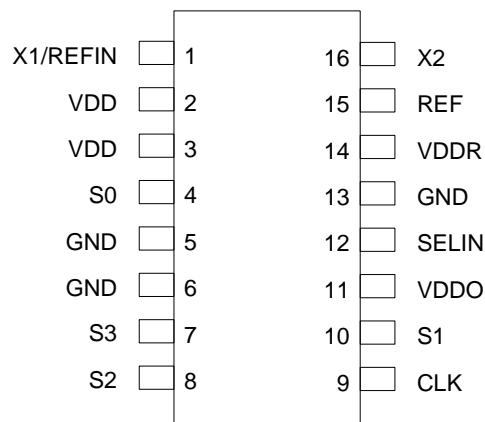 X1/REFIN 1 16 X2
VDD 2 15 REF
VDD 3 14 VDDR
S0 4 13 GND
GND 5 12 SELIN
GND 6 11 VDDO
S3 7 10 S1
S2 8 9 CLK